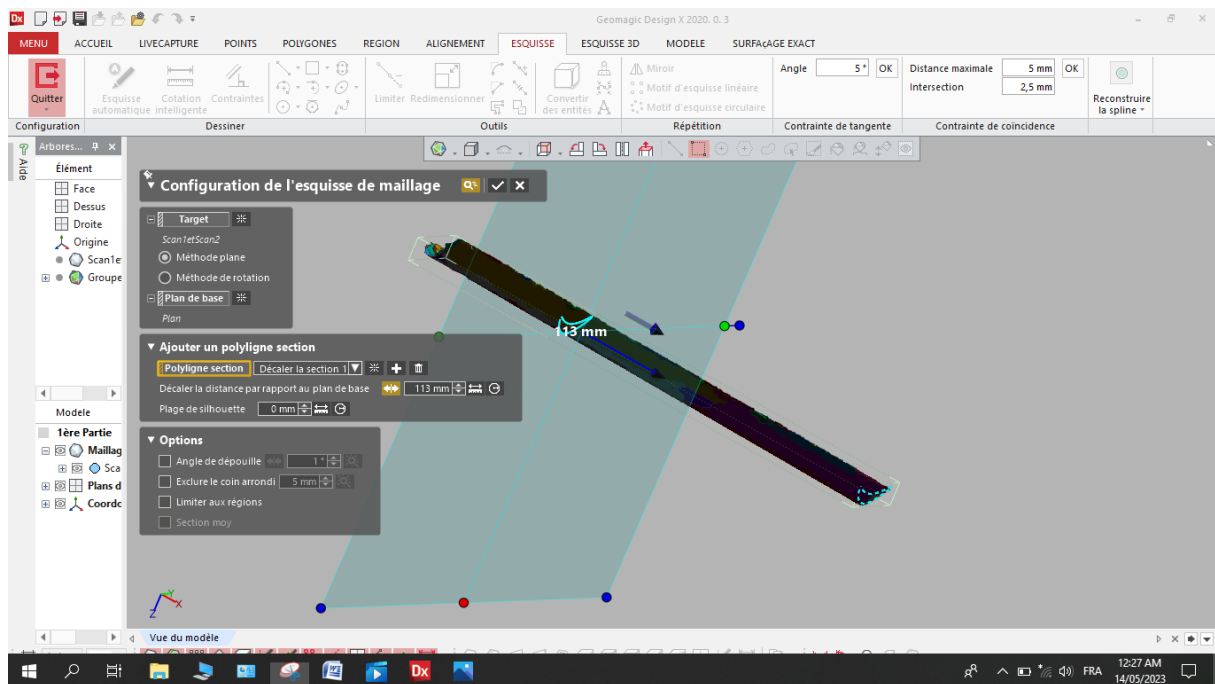 Dx
Geomagic Design X 2020. 0. 3
MENU ACCUEIL LIVECAPTURE POINTS POLYGONES REGION ALIGNEMENT ESQUISSE ESQUISSE 3D MODELE SURFAÇAGE EXACT
Quitter
Esquisse automatique
Cotation intelligente
Contraintes
Limiter
Redimensionner
Convertir des entités
Miroir
Motif d'esquisse linéaire
Motif d'esquisse circulaire
Angle 5° OK
Distance maximale 5 mm OK
Intersection 2,5 mm
Reconstruire la spline
Configuration Dessiner Outils Répétition Contrainte de tangente Contrainte de coïncidence
Aide
Arbores...
Élément
Face
Dessus
Droite
Origine
Scan1e
Groupe
Modele
1ère Partie
Maillag
Sca
Plans d
Coordc
Configuration de l'esquisse de maillage
Target
Scan1etScan2
Méthode plane
Méthode de rotation
Plan de base
Plan
Ajouter un polyligne section
Polyligne section Décaler la section 1
Décaler la distance par rapport au plan de base 113 mm
Plage de silhouette 0 mm
Options
Angle de dépouille 1°
Exclure le coin arrondi 5 mm
Limiter aux régions
Section moy
113 mm
Y
X
Z
Vue du modèle
Dx
FRA
12:27 AM
14/05/2023